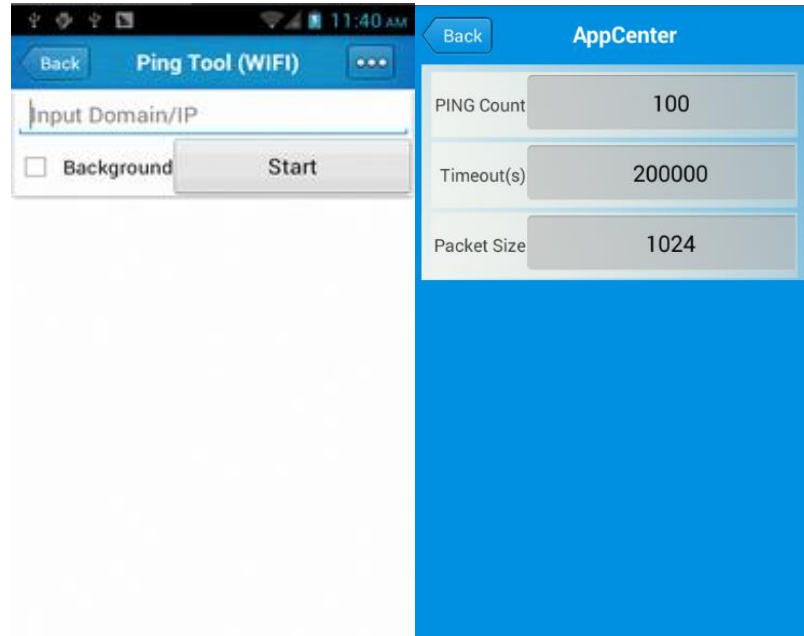 11:40 AM
Back Ping Tool (WIFI)
Input Domain/IP
Background Start
Back AppCenter
PING Count 100
Timeout(s) 200000
Packet Size 1024